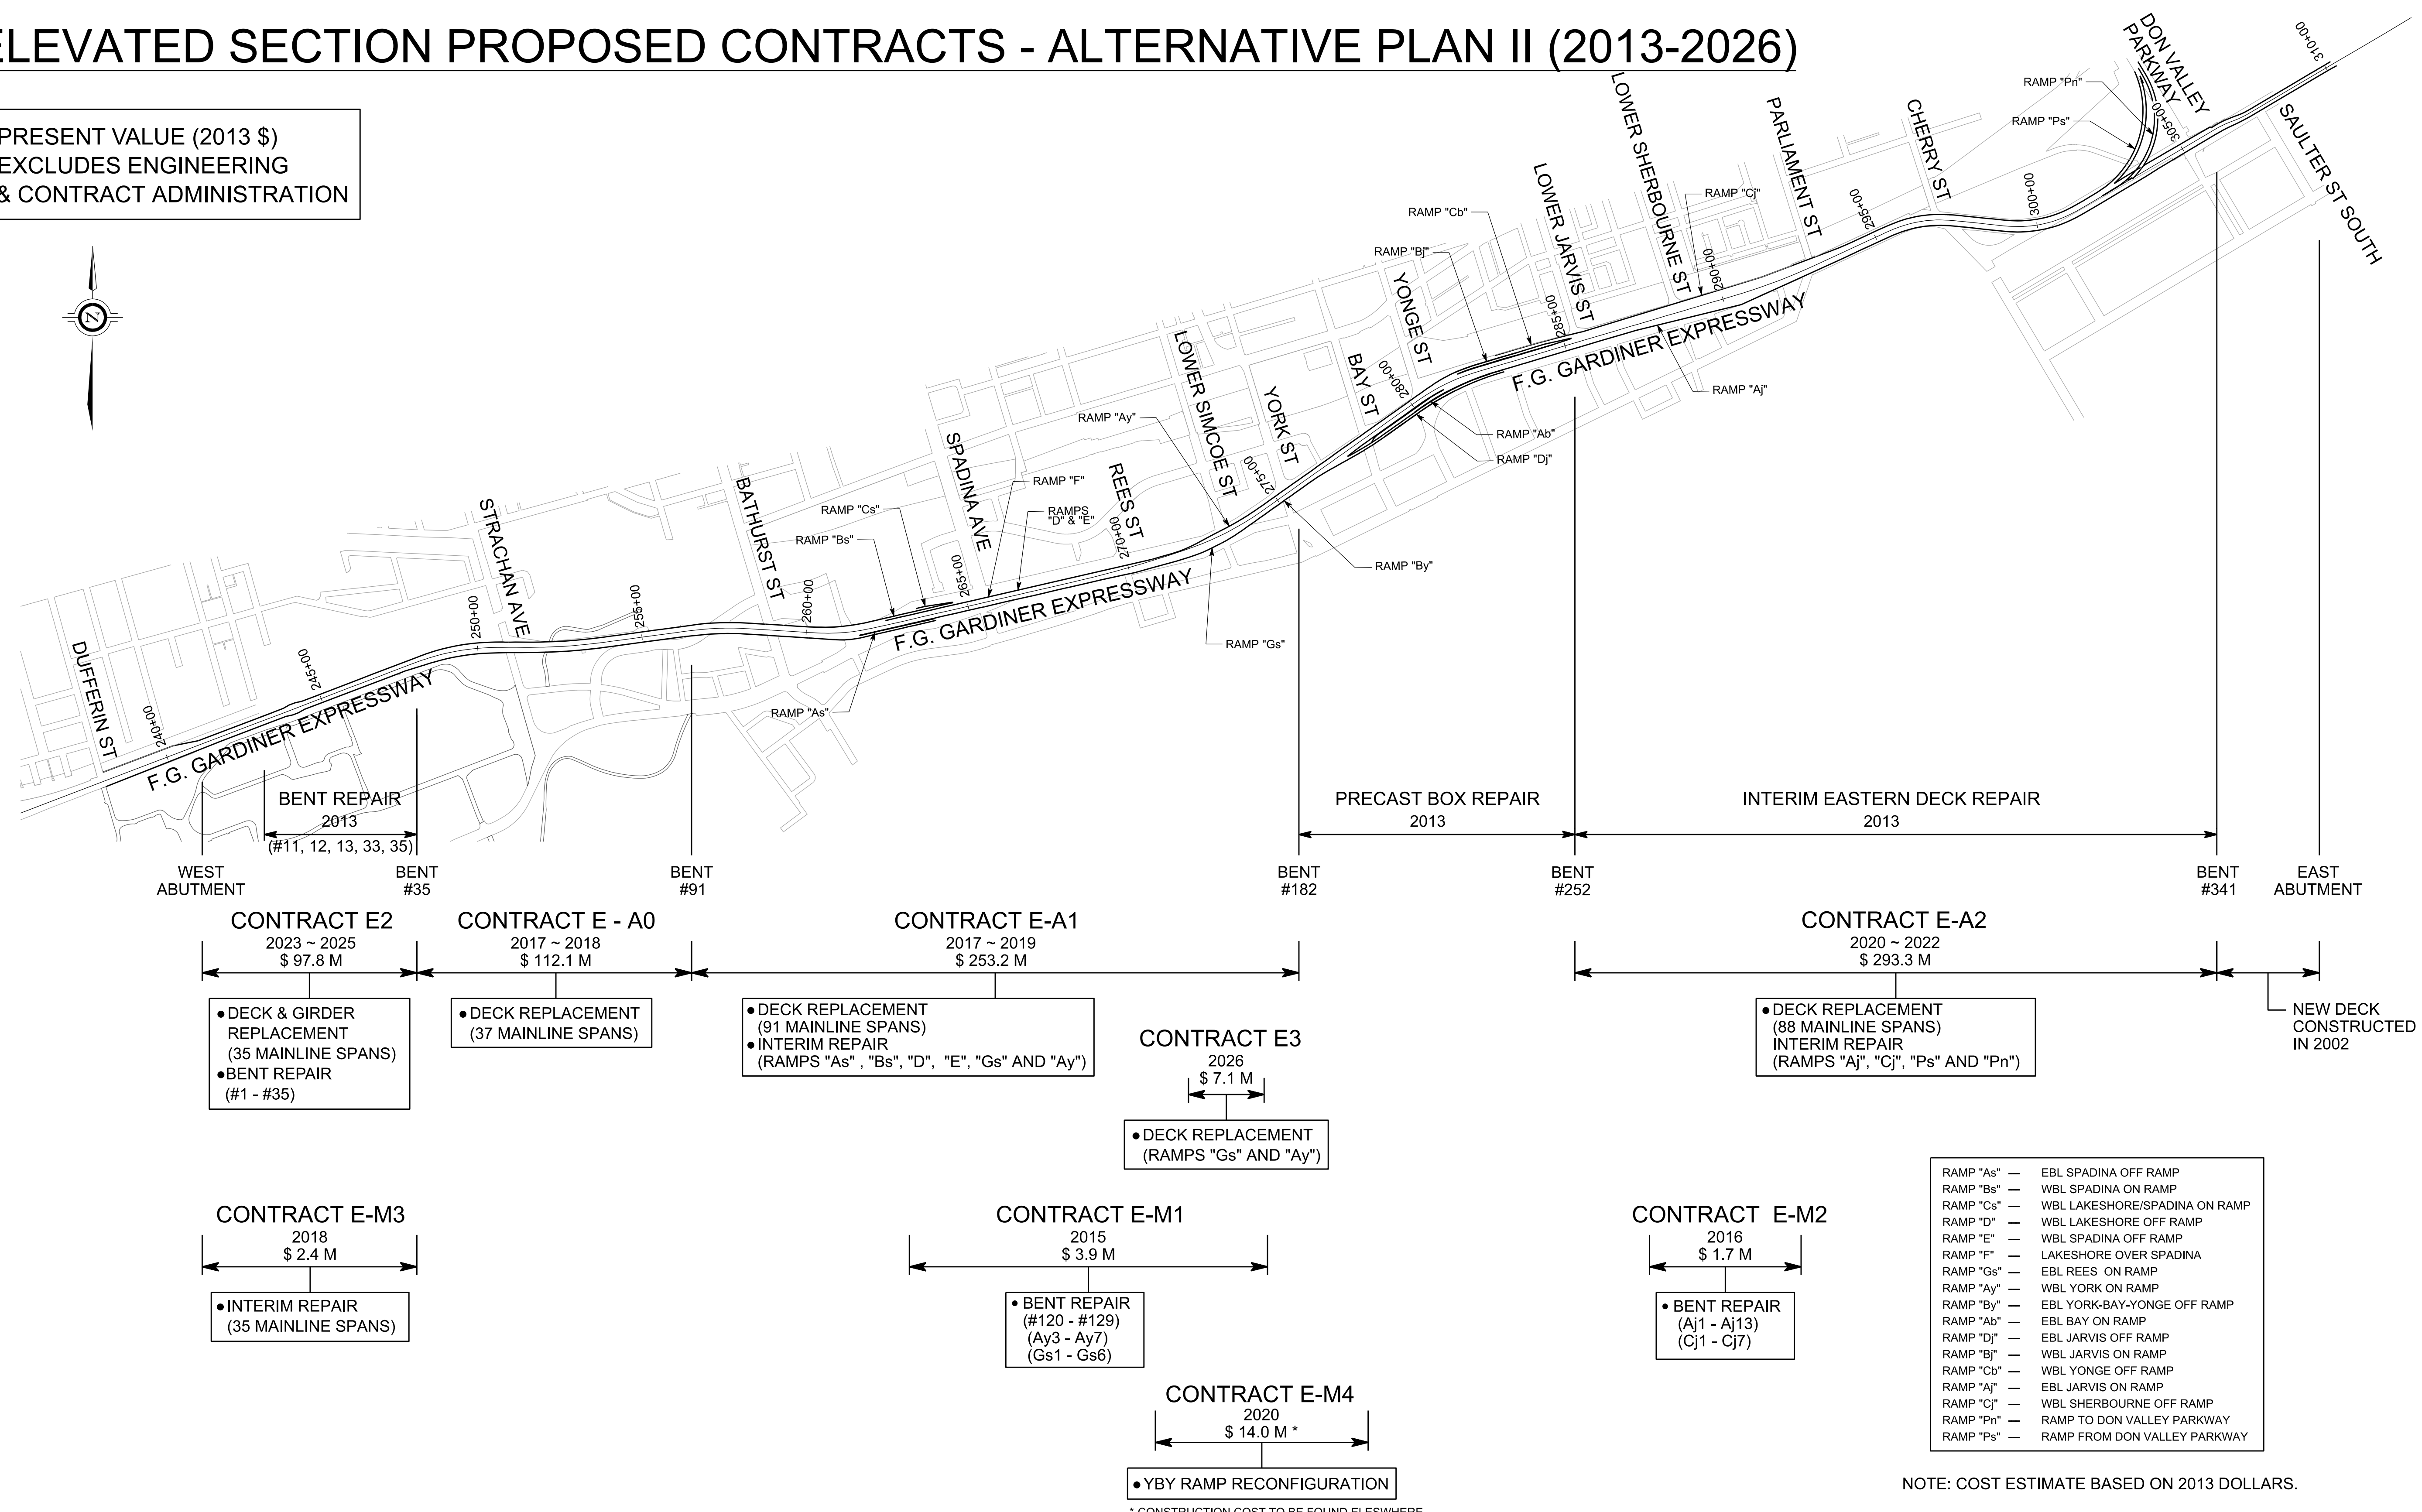 ELEVATED SECTION PROPOSED CONTRACTS - ALTERNATIVE PLAN II (2013-2026)
PRESENT VALUE (2013 $)
EXCLUDES ENGINEERING
& CONTRACT ADMINISTRATION
N
DUFFERIN ST
STRACHAN AVE
BATHURST ST
SPADINA AVE
REES ST
LOWER SIMCOE ST
YORK ST
BAY ST
YONGE ST
LOWER JARVIS ST
LOWER SHERBOURNE ST
PARLIAMENT ST
CHERRY ST
DON VALLEY
PARKWAY
SAULTER ST SOUTH
240+00
245+00
250+00
255+00
260+00
265+00
270+00
275+00
280+00
285+00
290+00
295+00
300+00
305+00
310+00
F.G. GARDINER EXPRESSWAY
F.G. GARDINER EXPRESSWAY
F.G. GARDINER EXPRESSWAY
RAMP "As"
RAMP "Bs"
RAMP "Cs"
RAMP "F"
RAMPS
"D" & "E"
RAMP "Ay"
RAMP "Gs"
RAMP "By"
RAMP "Dj"
RAMP "Ab"
RAMP "Bj"
RAMP "Cb"
RAMP "Aj"
RAMP "Cj"
RAMP "Ps"
RAMP "Pn"
BENT REPAIR
2013
(#11, 12, 13, 33, 35)
PRECAST BOX REPAIR
2013
INTERIM EASTERN DECK REPAIR
2013
WEST
ABUTMENT
BENT
#35
BENT
#91
BENT
#182
BENT
#252
BENT
#341
EAST
ABUTMENT
CONTRACT E2
2023 ~ 2025
$ 97.8 M
● DECK & GIRDER
REPLACEMENT
(35 MAINLINE SPANS)
● BENT REPAIR
(#1 - #35)
CONTRACT E - A0
2017 ~ 2018
$ 112.1 M
● DECK REPLACEMENT
(37 MAINLINE SPANS)
CONTRACT E-A1
2017 ~ 2019
$ 253.2 M
● DECK REPLACEMENT
(91 MAINLINE SPANS)
● INTERIM REPAIR
(RAMPS "As" , "Bs", "D", "E", "Gs" AND "Ay")
CONTRACT E3
2026
$ 7.1 M
● DECK REPLACEMENT
(RAMPS "Gs" AND "Ay")
CONTRACT E-A2
2020 ~ 2022
$ 293.3 M
● DECK REPLACEMENT
(88 MAINLINE SPANS)
INTERIM REPAIR
(RAMPS "Aj", "Cj", "Ps" AND "Pn")
NEW DECK
CONSTRUCTED
IN 2002
CONTRACT E-M3
2018
$ 2.4 M
● INTERIM REPAIR
(35 MAINLINE SPANS)
CONTRACT E-M1
2015
$ 3.9 M
● BENT REPAIR
(#120 - #129)
(Ay3 - Ay7)
(Gs1 - Gs6)
CONTRACT E-M2
2016
$ 1.7 M
● BENT REPAIR
(Aj1 - Aj13)
(Cj1 - Cj7)
CONTRACT E-M4
2020
$ 14.0 M *
● YBY RAMP RECONFIGURATION
* CONSTRUCTION COST TO BE FOUND ELESWHERE
RAMP "As" --- EBL SPADINA OFF RAMP
RAMP "Bs" --- WBL SPADINA ON RAMP
RAMP "Cs" --- WBL LAKESHORE/SPADINA ON RAMP
RAMP "D" --- WBL LAKESHORE OFF RAMP
RAMP "E" --- WBL SPADINA OFF RAMP
RAMP "F" --- LAKESHORE OVER SPADINA
RAMP "Gs" --- EBL REES ON RAMP
RAMP "Ay" --- WBL YORK ON RAMP
RAMP "By" --- EBL YORK-BAY-YONGE OFF RAMP
RAMP "Ab" --- EBL BAY ON RAMP
RAMP "Dj" --- EBL JARVIS OFF RAMP
RAMP "Bj" --- WBL JARVIS ON RAMP
RAMP "Cb" --- WBL YONGE OFF RAMP
RAMP "Aj" --- EBL JARVIS ON RAMP
RAMP "Cj" --- WBL SHERBOURNE OFF RAMP
RAMP "Pn" --- RAMP TO DON VALLEY PARKWAY
RAMP "Ps" --- RAMP FROM DON VALLEY PARKWAY
NOTE: COST ESTIMATE BASED ON 2013 DOLLARS.